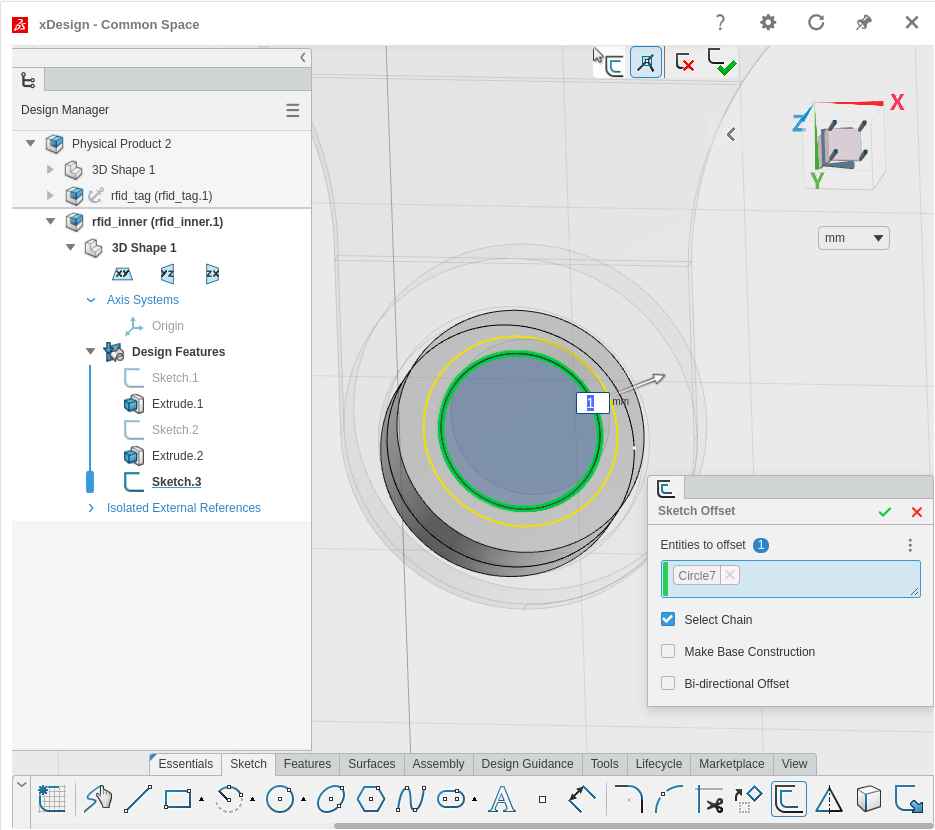 xDesign - Common Space
?
Design Manager
Physical Product 2
3D Shape 1
rfid_tag (rfid_tag.1)
rfid_inner (rfid_inner.1)
3D Shape 1
xy yz zx
Axis Systems
Origin
Design Features
Sketch.1
Extrude.1
Sketch.2
Extrude.2
Sketch.3
Isolated External References
X
Z
Y
mm
1 mm
Sketch Offset
Entities to offset 1
Circle7
Select Chain
Make Base Construction
Bi-directional Offset
Essentials Sketch Features Surfaces Assembly Design Guidance Tools Lifecycle Marketplace View